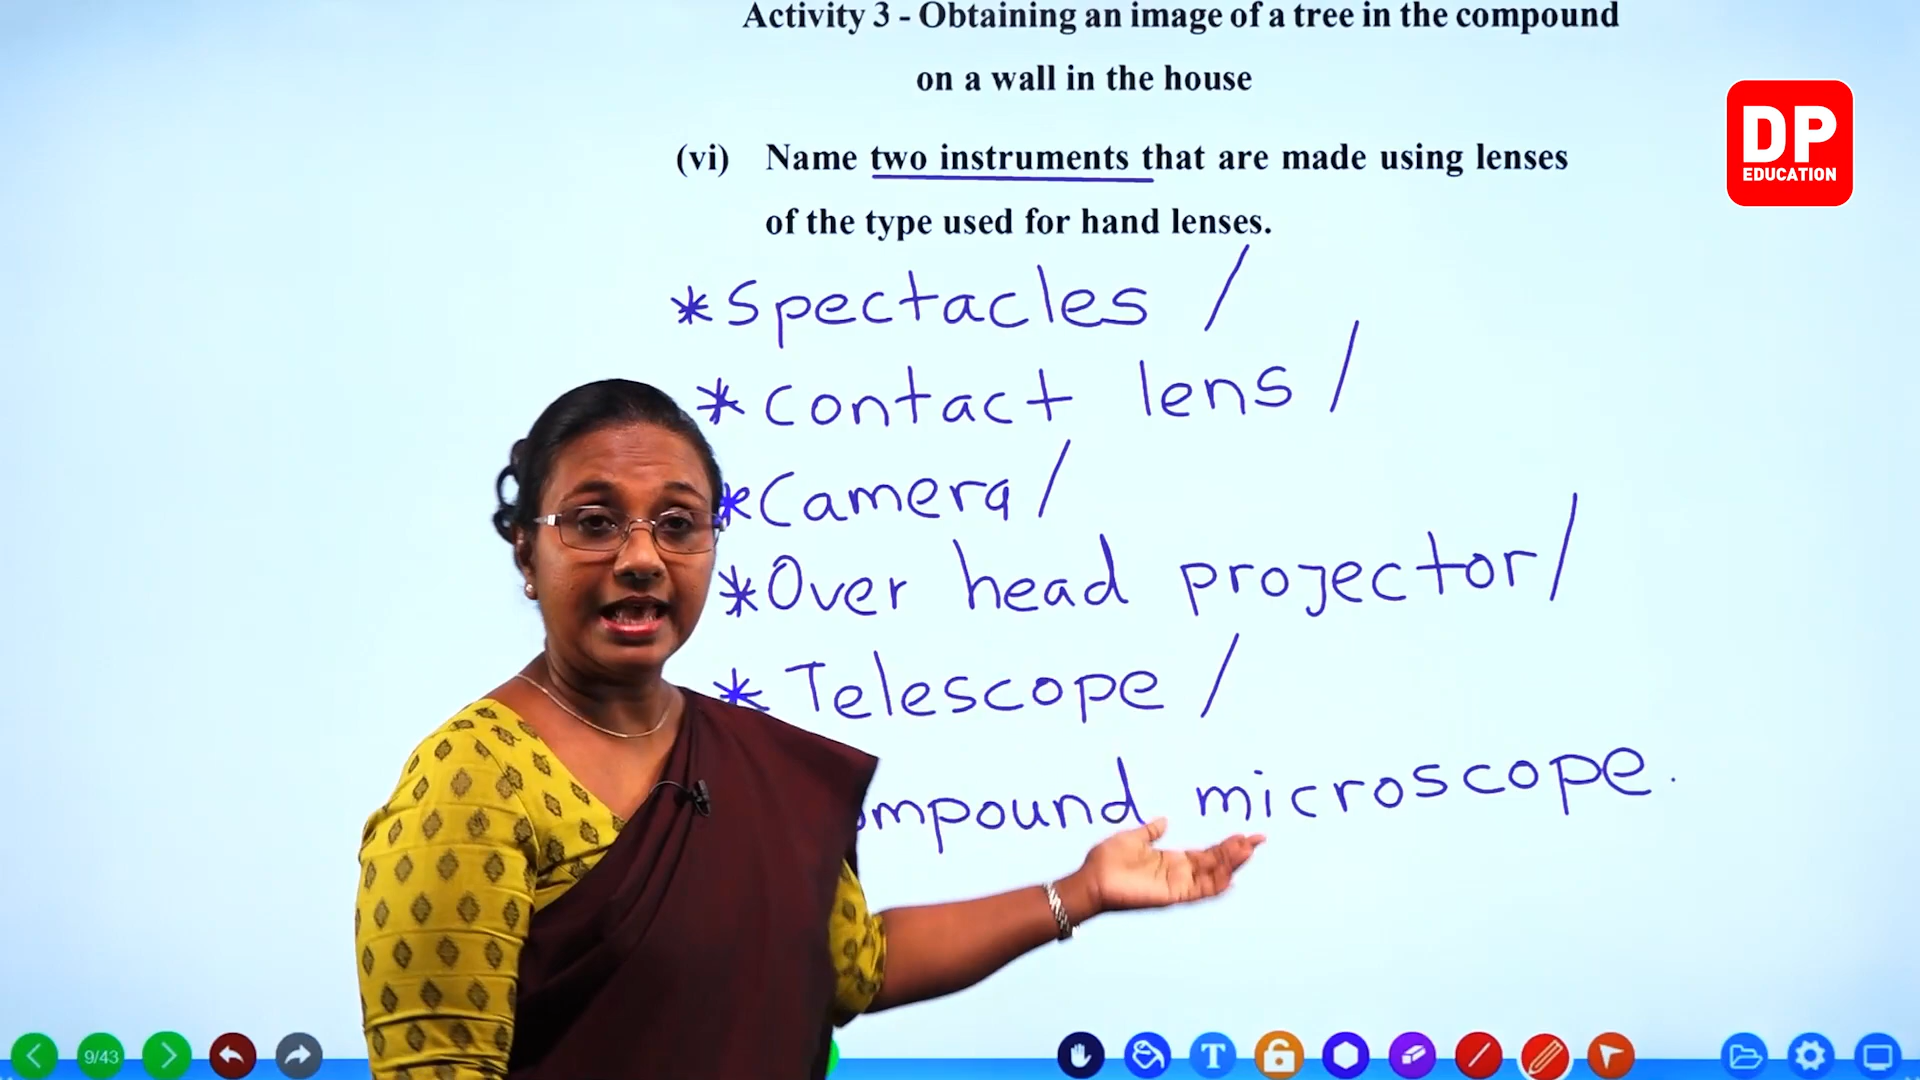 Activity 3 - Obtaining an image of a tree in the compound
on a wall in the house
DP
EDUCATION
(vi) Name two instruments that are made using lenses
of the type used for hand lenses.
*Spectacles /
*Contact lens /
*Camera /
*Over head projector /
* Telescope /
microscope.
9/43
T